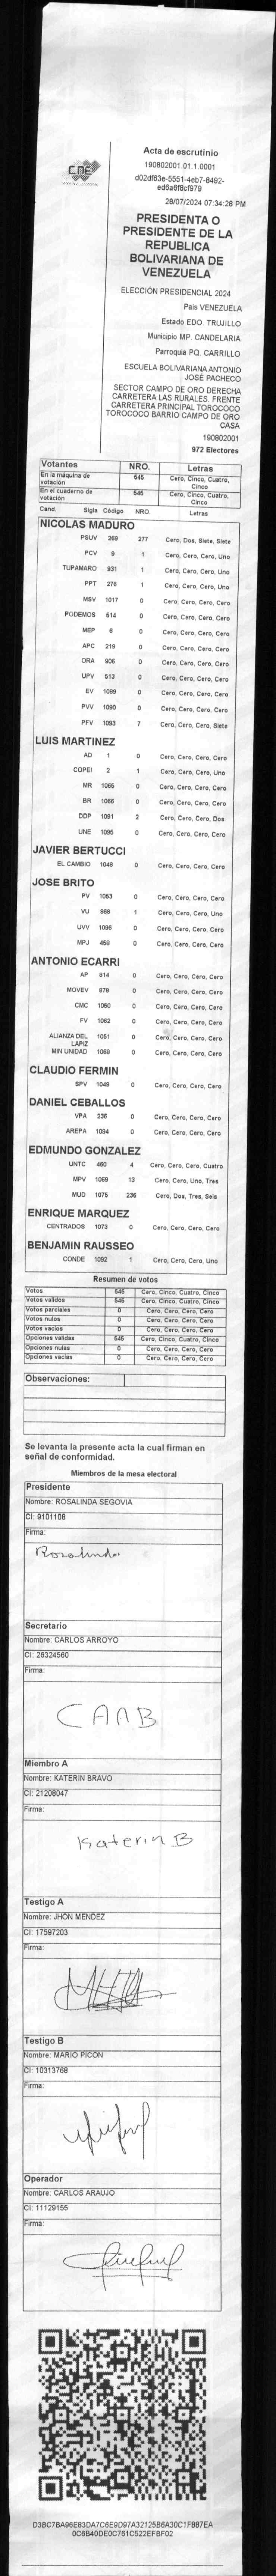 Acta de escrutinio
CNE
190802001.01.1.0001
d02df63e-5551-4eb7-8492-
ed6a6f8cf979
28/07/2024 07:34:28 PM
PRESIDENTA O
PRESIDENTE DE LA
REPUBLICA
BOLIVARIANA DE
VENEZUELA
ELECCIÓN PRESIDENCIAL 2024
Pais VENEZUELA
Estado EDO. TRUJILLO
Municipio MP. CANDELARIA
Parroquia PQ. CARRILLO
ESCUELA BOLIVARIANA ANTONIO
JOSÉ PACHECO
SECTOR CAMPO DE ORO DERECHA
CARRETERA LAS RURALES. FRENTE
CARRETERA PRINCIPAL TOROCOCO
TOROCOCO BARRIO CAMPO DE ORO
CASA
190802001
972 Electores
Votantes NRO. Letras
En la máquina de votación 545 Cero, Cinco, Cuatro, Cinco
En el cuaderno de votación 545 Cero, Cinco, Cuatro, Cinco
Cand. Sigla Código NRO. Letras
NICOLAS MADURO
PSUV 269 277 Cero, Dos, Siete, Siete
PCV 9 1 Cero, Cero, Cero, Uno
TUPAMARO 931 1 Cero, Cero, Cero, Uno
PPT 276 1 Cero, Cero, Cero, Uno
MSV 1017 0 Cero, Cero, Cero, Cero
PODEMOS 514 0 Cero, Cero, Cero, Cero
MEP 6 0 Cero, Cero, Cero, Cero
APC 219 0 Cero, Cero, Cero, Cero
ORA 906 0 Cero, Cero, Cero, Cero
UPV 513 0 Cero, Cero, Cero, Cero
EV 1089 0 Cero, Cero, Cero, Cero
PVV 1090 0 Cero, Cero, Cero, Cero
PFV 1093 7 Cero, Cero, Cero, Siete
LUIS MARTINEZ
AD 1 0 Cero, Cero, Cero, Cero
COPEI 2 1 Cero, Cero, Cero, Uno
MR 1065 0 Cero, Cero, Cero, Cero
BR 1066 0 Cero, Cero, Cero, Cero
DDP 1091 2 Cero, Cero, Cero, Dos
UNE 1095 0 Cero, Cero, Cero, Cero
JAVIER BERTUCCI
EL CAMBIO 1048 0 Cero, Cero, Cero, Cero
JOSE BRITO
PV 1053 0 Cero, Cero, Cero, Cero
VU 968 1 Cero, Cero, Cero, Uno
UVV 1096 0 Cero, Cero, Cero, Cero
MPJ 458 0 Cero, Cero, Cero, Cero
ANTONIO ECARRI
AP 914 0 Cero, Cero, Cero, Cero
MOVEV 979 0 Cero, Cero, Cero, Cero
CMC 1050 0 Cero, Cero, Cero, Cero
FV 1062 0 Cero, Cero, Cero, Cero
ALIANZA DEL LAPIZ 1051 0 Cero, Cero, Cero, Cero
MIN UNIDAD 1068 0 Cero, Cero, Cero, Cero
CLAUDIO FERMIN
SPV 1049 0 Cero, Cero, Cero, Cero
DANIEL CEBALLOS
VPA 236 0 Cero, Cero, Cero, Cero
AREPA 1094 0 Cero, Cero, Cero, Cero
EDMUNDO GONZALEZ
UNTC 460 4 Cero, Cero, Cero, Cuatro
MPV 1069 13 Cero, Cero, Uno, Tres
MUD 1075 236 Cero, Dos, Tres, Seis
ENRIQUE MARQUEZ
CENTRADOS 1073 0 Cero, Cero, Cero, Cero
BENJAMIN RAUSSEO
CONDE 1092 1 Cero, Cero, Cero, Uno
Resumen de votos
Votos 545 Cero, Cinco, Cuatro, Cinco
Votos validos 545 Cero, Cinco, Cuatro, Cinco
Votos parciales 0 Cero, Cero, Cero, Cero
Votos nulos 0 Cero, Cero, Cero, Cero
Votos vacios 0 Cero, Cero, Cero, Cero
Opciones validas 545 Cero, Cinco, Cuatro, Cinco
Opciones nulas 0 Cero, Cero, Cero, Cero
Opciones vacias 0 Cero, Cero, Cero, Cero
Observaciones:
Se levanta la presente acta la cual firman en
señal de conformidad.
Miembros de la mesa electoral
Presidente
Nombre: ROSALINDA SEGOVIA
CI: 9101108
Firma:
Rosalinda
Secretario
Nombre: CARLOS ARROYO
CI: 26324560
Firma:
CARB
Miembro A
Nombre: KATERIN BRAVO
CI: 21208047
Firma:
Katerin B
Testigo A
Nombre: JHON MENDEZ
CI: 17597203
Firma:
Testigo B
Nombre: MARIO PICON
CI: 10313768
Firma:
Operador
Nombre: CARLOS ARAUJO
CI: 11129155
Firma:
D3BC7BA96E83DA7C6E9D97A32125B6A30C1FBB7EA
0C6B40DE0C761C522EFBF02